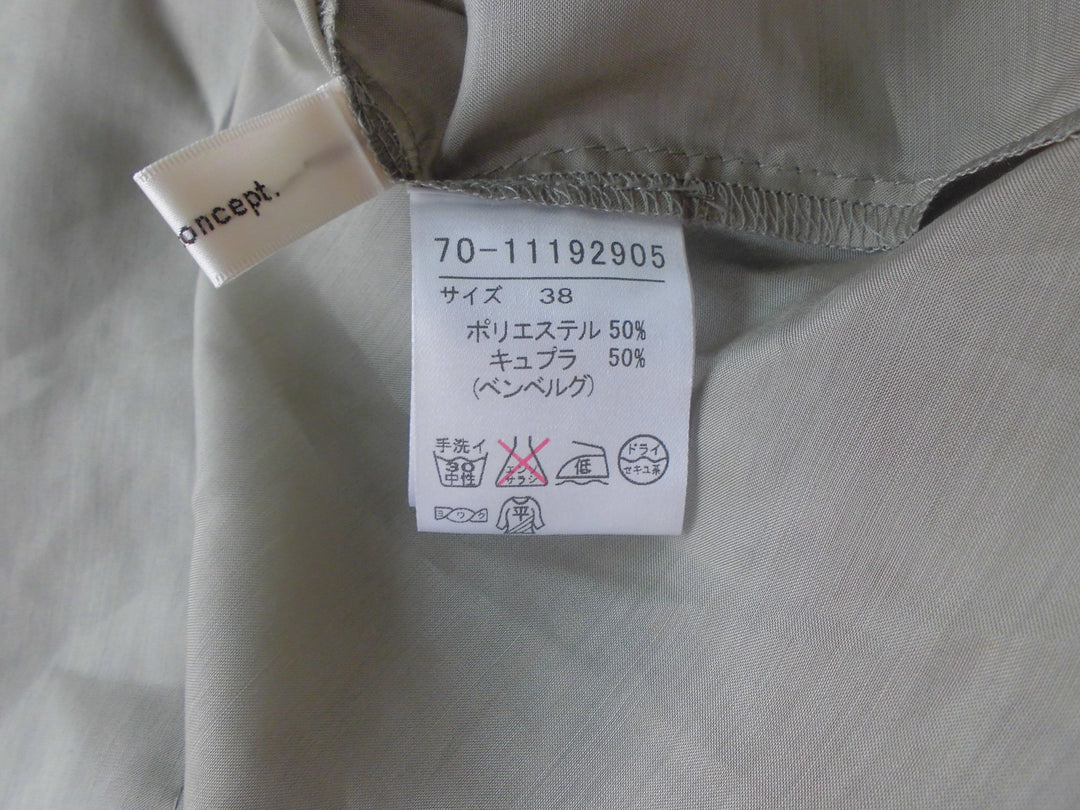 oncept.
70-11192905
サイズ 38
ポリエステル 50%
キュプラ 50%
(ベンベルグ)
手洗イ
30
中性
エンソ
サラシ
低
ドライ
セキユ系
ヨワク
平